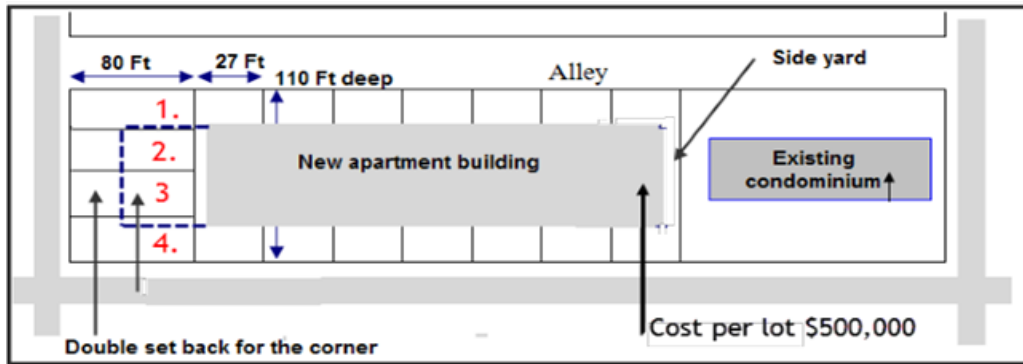 80 Ft
27 Ft
110 Ft deep
Alley
Side yard
1.
2.
3
4.
New apartment building
Existing
condominium
Cost per lot $500,000
Double set back for the corner